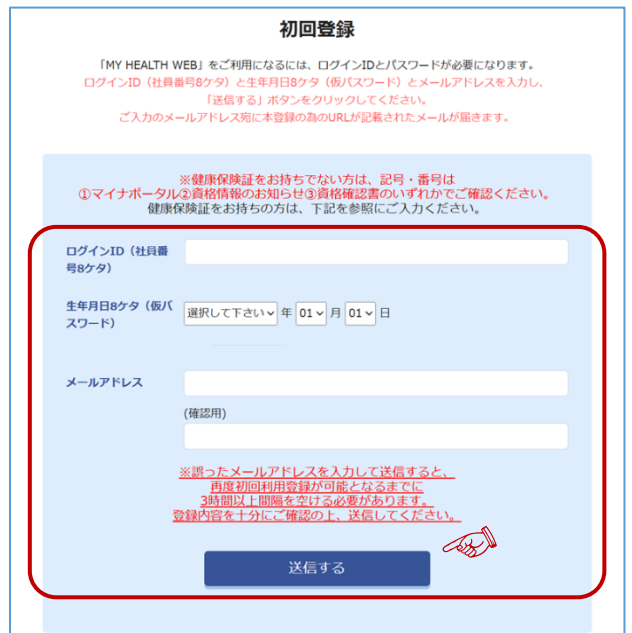 初回登録
「MY HEALTH WEB」をご利用になるには、ログインIDとパスワードが必要になります。
ログインID（社員番号8ケタ）と生年月日8ケタ（仮パスワード）とメールアドレスを入力し、
「送信する」ボタンをクリックしてください。
ご入力のメールアドレス宛に本登録の為のURLが記載されたメールが届きます。
※健康保険証をお持ちでない方は、記号・番号は
①マイナポータル②資格情報のお知らせ③資格確認書のいずれかでご確認ください。
健康保険証をお持ちの方は、下記を参照にご入力ください。
ログインID（社員番
号8ケタ）
生年月日8ケタ（仮パ
スワード）
選択して下さい 年 01 月 01 日
メールアドレス
(確認用)
※誤ったメールアドレスを入力して送信すると、
再度初回利用登録が可能となるまでに
3時間以上間隔を空ける必要があります。
登録内容を十分にご確認の上、送信してください。
送信する